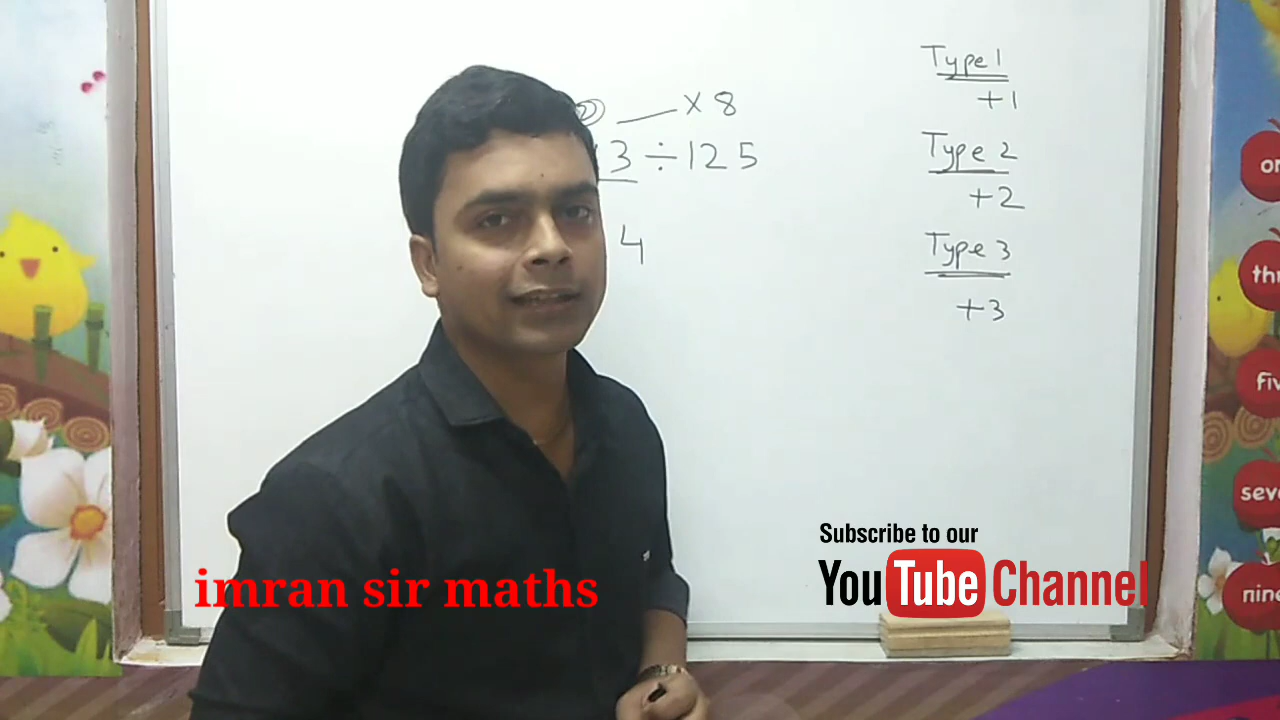 × 8
3 ÷ 125
4
Type 1
+1
Type 2
+2
Type 3
+3
imran sir maths
Subscribe to our
YouTube Channel